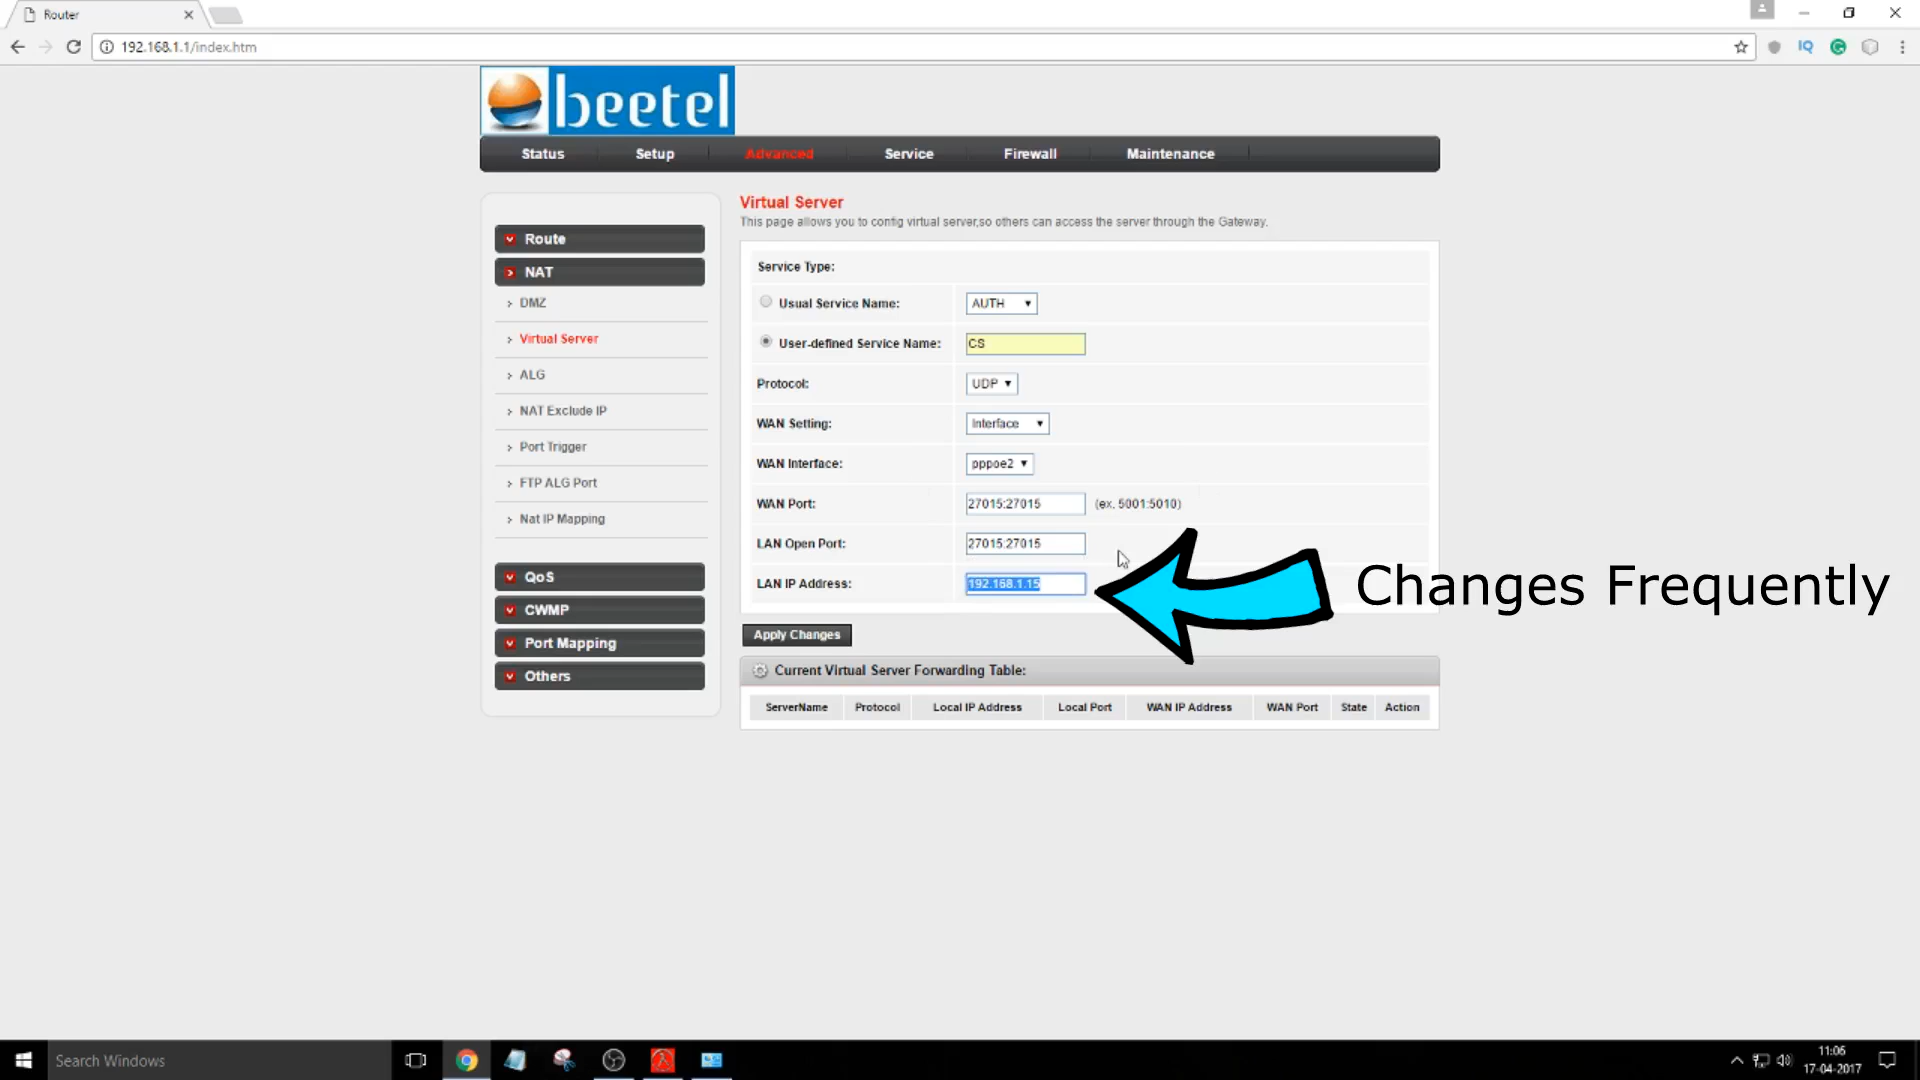 Router
192.168.1.1/index.htm
IQ
beetel
Status Setup Advanced Service Firewall Maintenance
Virtual Server
This page allows you to config virtual server,so others can access the server through the Gateway.
Route
NAT
DMZ
Virtual Server
ALG
NAT Exclude IP
Port Trigger
FTP ALG Port
Nat IP Mapping
QoS
CWMP
Port Mapping
Others
Service Type:
Usual Service Name: AUTH
User-defined Service Name: CS
Protocol: UDP
WAN Setting: Interface
WAN Interface: pppoe2
WAN Port: 27015:27015 (ex. 5001:5010)
LAN Open Port: 27015:27015
LAN IP Address: 192.168.1.15
Changes Frequently
Apply Changes
Current Virtual Server Forwarding Table:
ServerName Protocol Local IP Address Local Port WAN IP Address WAN Port State Action
Search Windows
11:06
17-04-2017